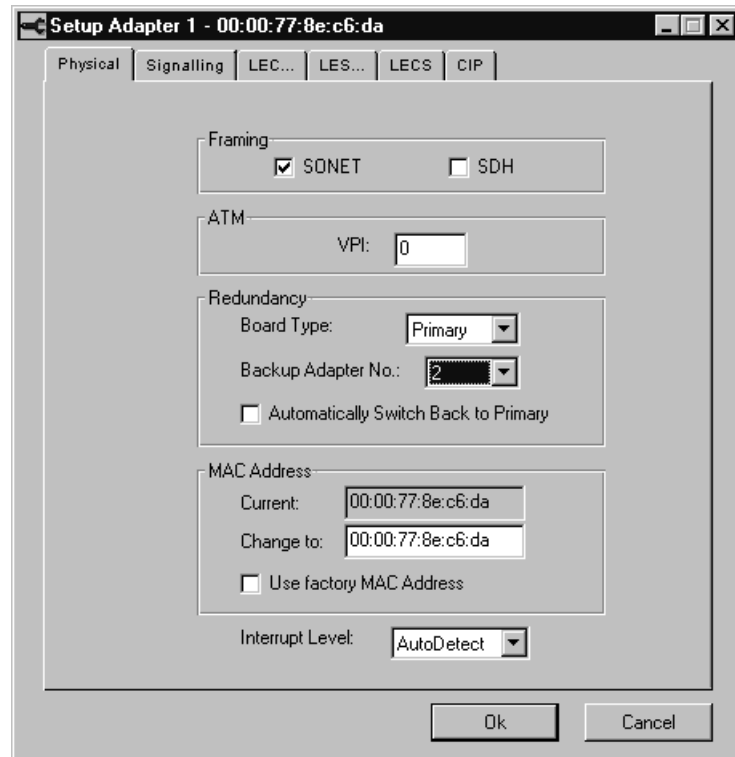 Setup Adapter 1 - 00:00:77:8e:c6:da
Physical Signalling LEC... LES... LECS CIP
Framing
SONET SDH
ATM
VPI: 0
Redundancy
Board Type: Primary
Backup Adapter No.: 2
Automatically Switch Back to Primary
MAC Address
Current: 00:00:77:8e:c6:da
Change to: 00:00:77:8e:c6:da
Use factory MAC Address
Interrupt Level: AutoDetect
Ok Cancel